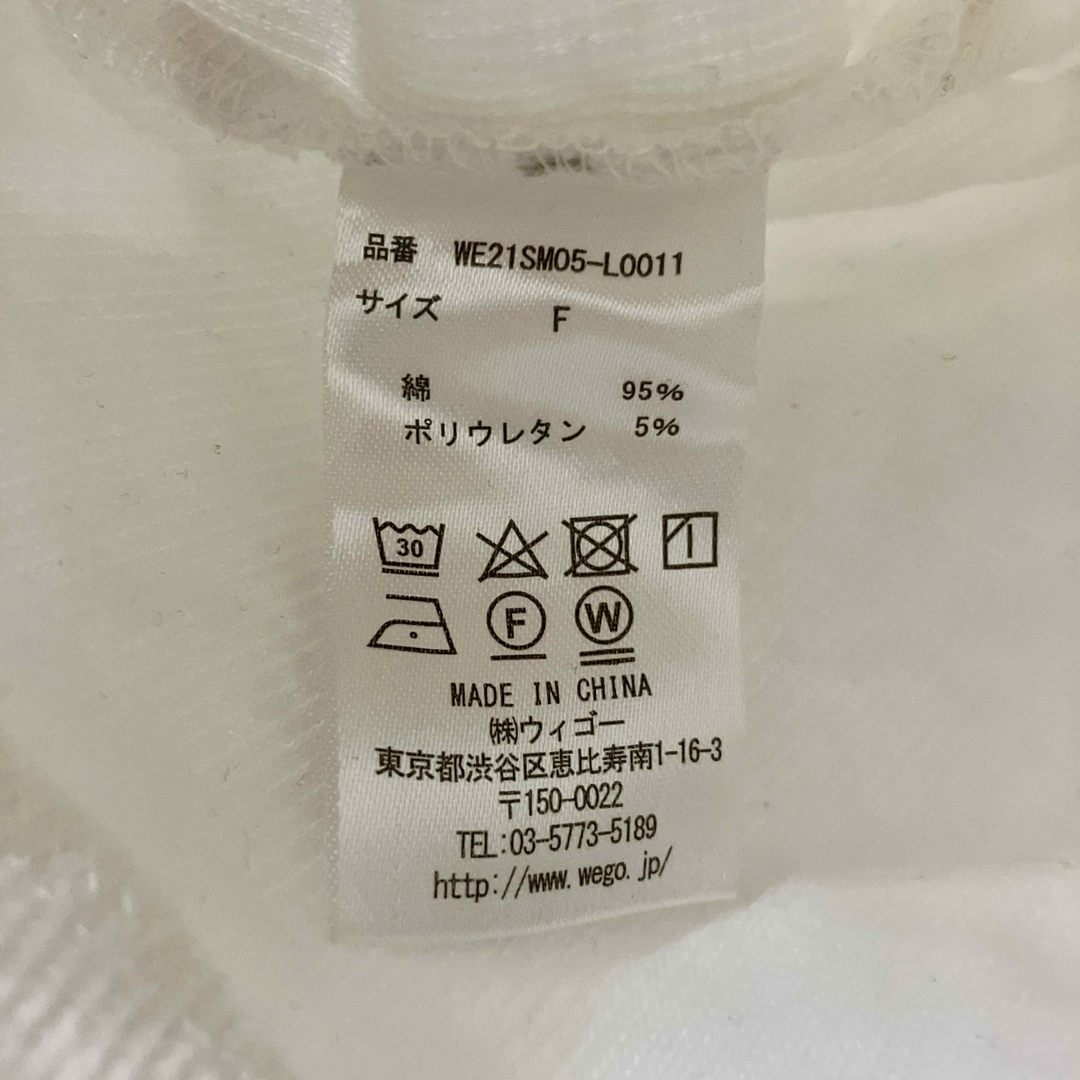 品番 WE21SM05-L0011
サイズ F
綿 95%
ポリウレタン 5%
30
F W
MADE IN CHINA
㈱ウィゴー
東京都渋谷区恵比寿南1-16-3
〒150-0022
TEL:03-5773-5189
http://www.wego.jp/